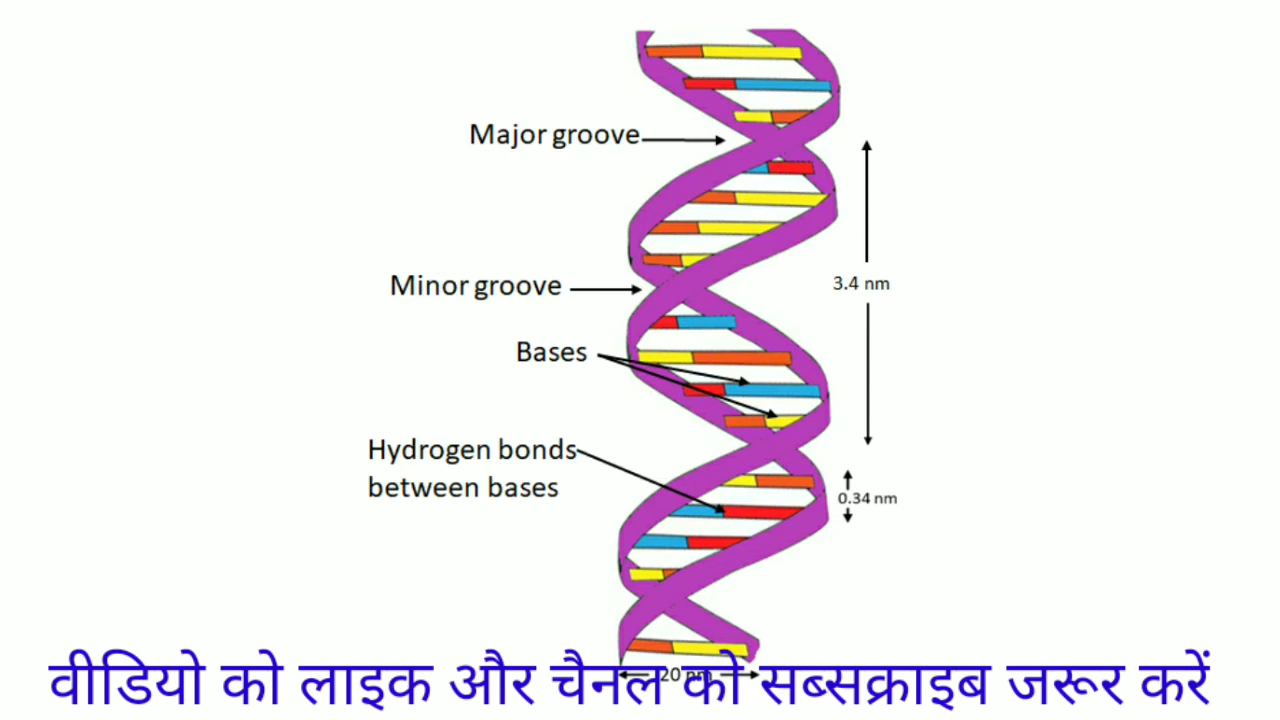 Major groove
3.4 nm
Minor groove
Bases
Hydrogen bonds
between bases
0.34 nm
20 nm
वीडियो को लाइक और चैनल को सब्सक्राइब जरूर करें